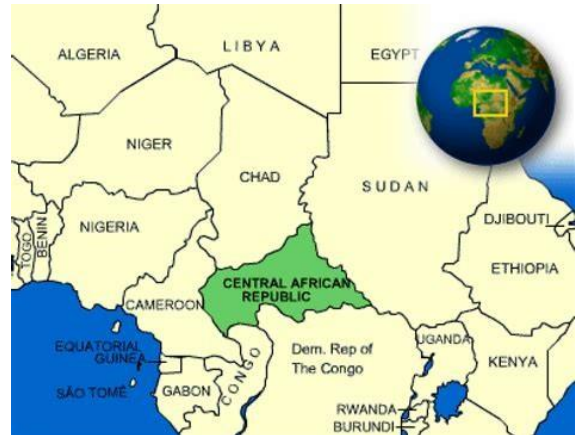 ALGERIA
LIBYA
EGYPT
NIGER
CHAD
SUDAN
NIGERIA
TOGO
BENIN
DJIBOUTI
ETHIOPIA
CENTRAL AFRICAN
REPUBLIC
CAMEROON
EQUATORIAL
GUINEA
SÃO TOMÉ
GABON
CONGO
Dem. Rep of
The Congo
UGANDA
KENYA
RWANDA
BURUNDI